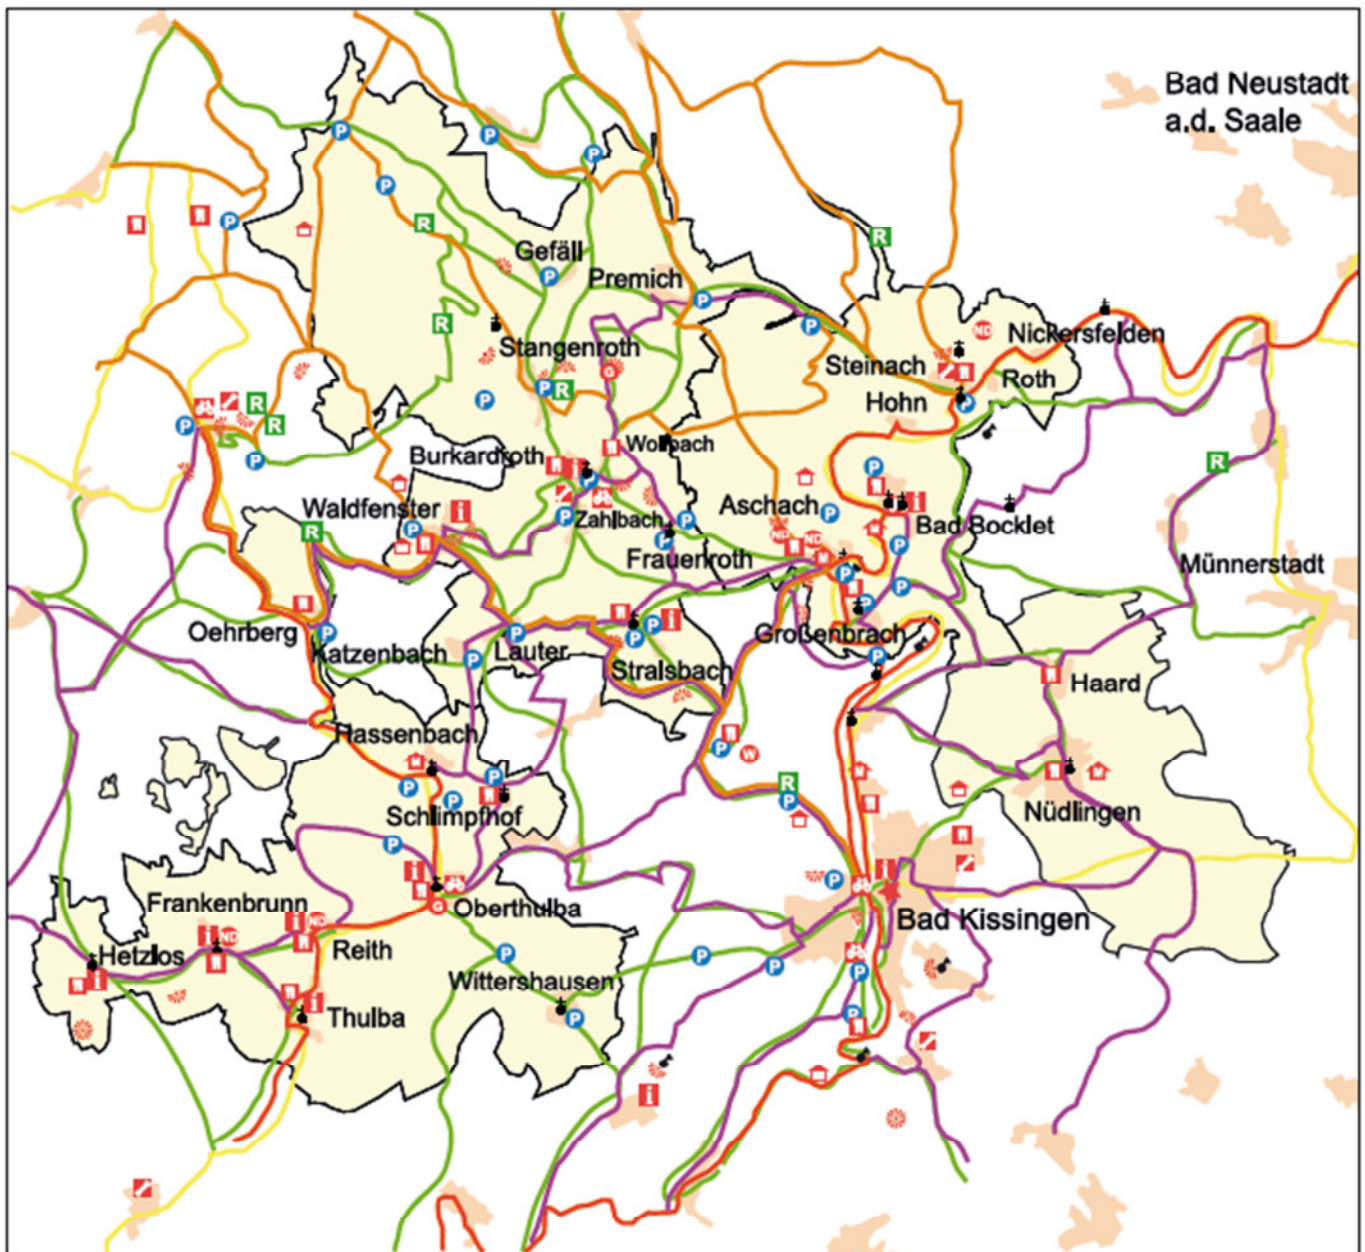 Bad Neustadt
a.d. Saale
Gefäll
Premich
Nickersfelden
Stangenroth
Steinach
Roth
Hohn
Burkardroth
Wollbach
Waldfenster
Zahlbach
Aschach
Bad Bocklet
Frauenroth
Münnerstadt
Oehrberg
Katzenbach
Lauter
Großenbrach
Stralsbach
Haard
Hassenbach
Schlimpfhof
Nüdlingen
Frankenbrunn
Oberthulba
Bad Kissingen
Hetzlos
Reith
Wittershausen
Thulba